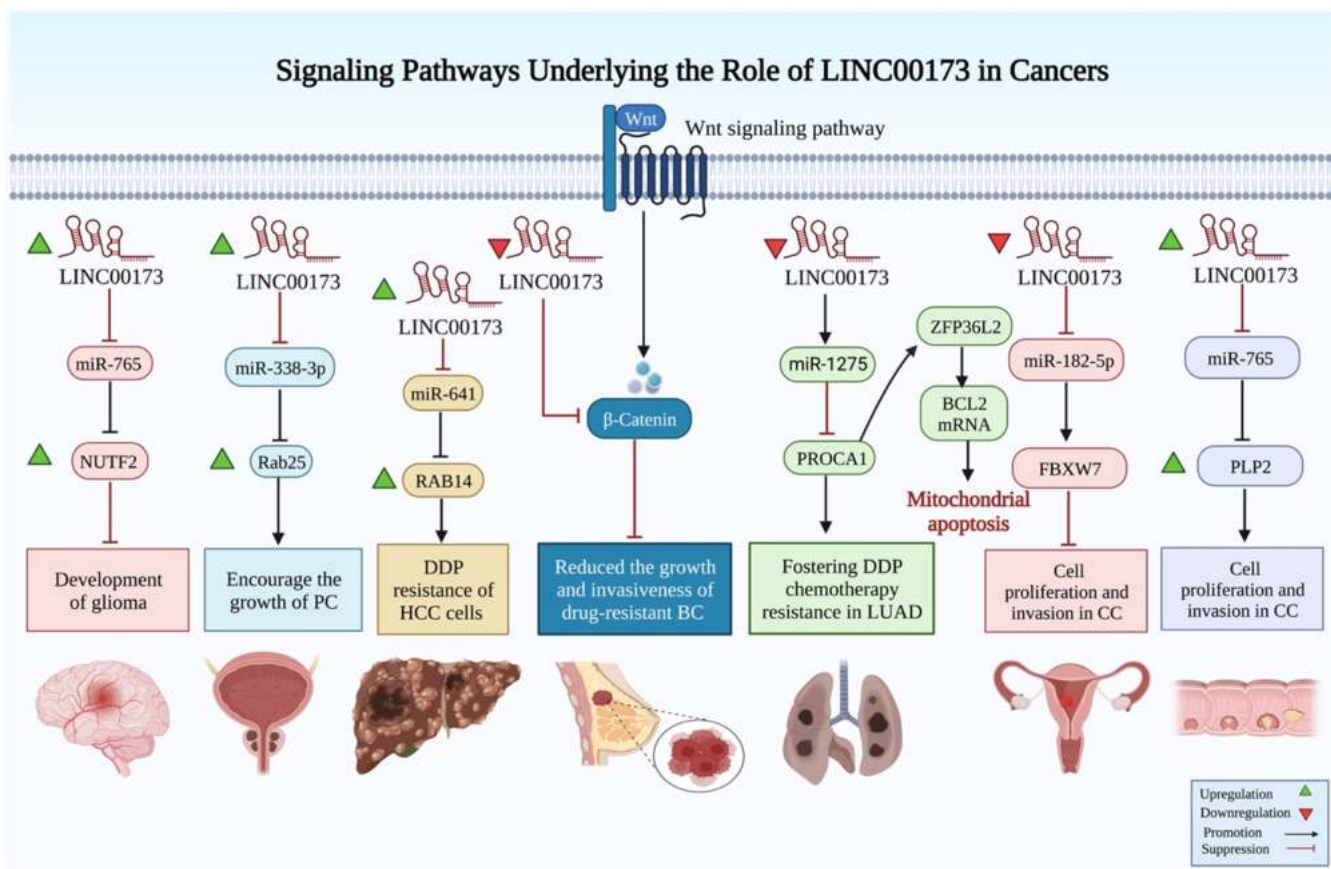 Signaling Pathways Underlying the Role of LINC00173 in Cancers
Wnt
Wnt signaling pathway
LINC00173
miR-765
NUTF2
Development
of glioma
LINC00173
miR-338-3p
Rab25
Encourage the
growth of PC
LINC00173
miR-641
RAB14
DDP
resistance of
HCC cells
LINC00173
β-Catenin
Reduced the growth
and invasiveness of
drug-resistant BC
LINC00173
miR-1275
PROCA1
ZFP36L2
BCL2
mRNA
Mitochondrial
apoptosis
Fostering DDP
chemotherapy
resistance in LUAD
LINC00173
miR-182-5p
FBXW7
Cell
proliferation and
invasion in CC
LINC00173
miR-765
PLP2
Cell
proliferation and
invasion in CC
Upregulation
Downregulation
Promotion
Suppression